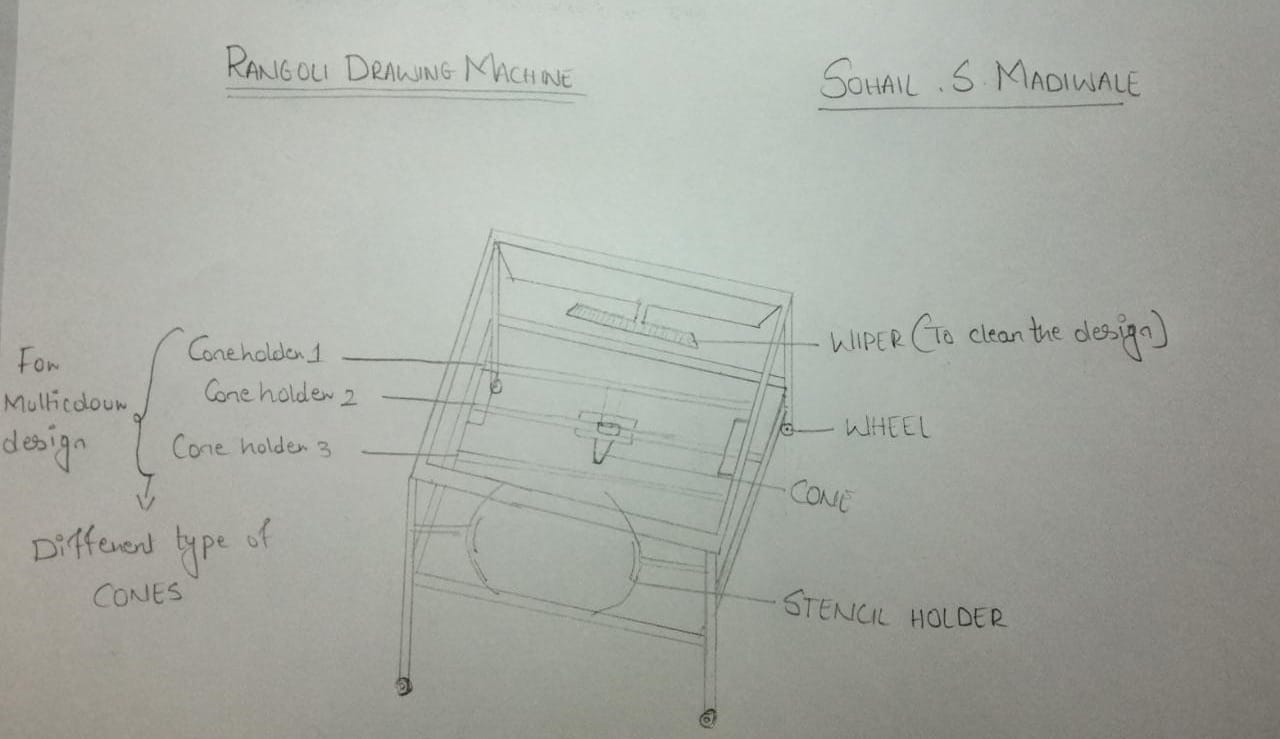 RANGOLI DRAWING MACHINE
SOHAIL . S. MADIWALE
Coneholder 1
Cone holder 2
Cone holder 3
For
Multicolour
design
Different type of
CONES
WIPER (To clean the design)
WHEEL
CONE
STENCIL HOLDER